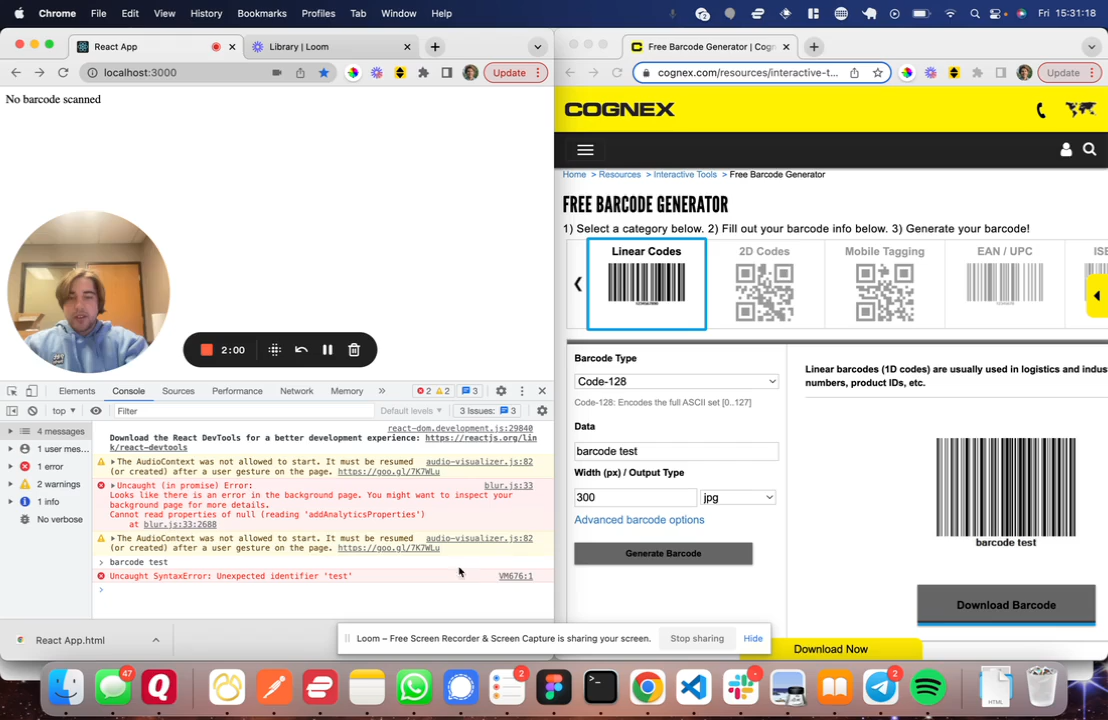 Chrome File Edit View History Bookmarks Profiles Tab Window Help Fri 15:31:18
React App
Library | Loom
localhost:3000
Update
No barcode scanned
2:00
Elements Console Sources Performance Network Memory 2 2 3
top Filter Default levels 3 Issues: 3
4 messages
1 user mes...
1 error
2 warnings
1 info
No verbose
react-dom.development.js:29840
Download the React DevTools for a better development experience: https://reactjs.org/lin
k/react-devtools
The AudioContext was not allowed to start. It must be resumed audio-visualizer.js:82
(or created) after a user gesture on the page. https://goo.gl/7K7WLu
Uncaught (in promise) Error: blur.js:33
Looks like there is an error in the background page. You might want to inspect your
background page for more details.
Cannot read properties of null (reading 'addAnalyticsProperties')
at blur.js:33:2688
The AudioContext was not allowed to start. It must be resumed audio-visualizer.js:82
(or created) after a user gesture on the page. https://goo.gl/7K7WLu
barcode test
Uncaught SyntaxError: Unexpected identifier 'test' VM676:1
React App.html
Loom – Free Screen Recorder & Screen Capture is sharing your screen. Stop sharing Hide
Free Barcode Generator | Cogn
cognex.com/resources/interactive-t...
Update
COGNEX
Home > Resources > Interactive Tools > Free Barcode Generator
FREE BARCODE GENERATOR
1) Select a category below. 2) Fill out your barcode info below. 3) Generate your barcode!
Linear Codes 2D Codes Mobile Tagging EAN / UPC ISB
Barcode Type
Code-128
Code-128: Encodes the full ASCII set [0..127]
Data
barcode test
Width (px) / Output Type
300 jpg
Advanced barcode options
Generate Barcode
Linear barcodes (1D codes) are usually used in logistics and indus
numbers, product IDs, etc.
barcode test
Download Barcode
Download Now
47
2
2
HTML